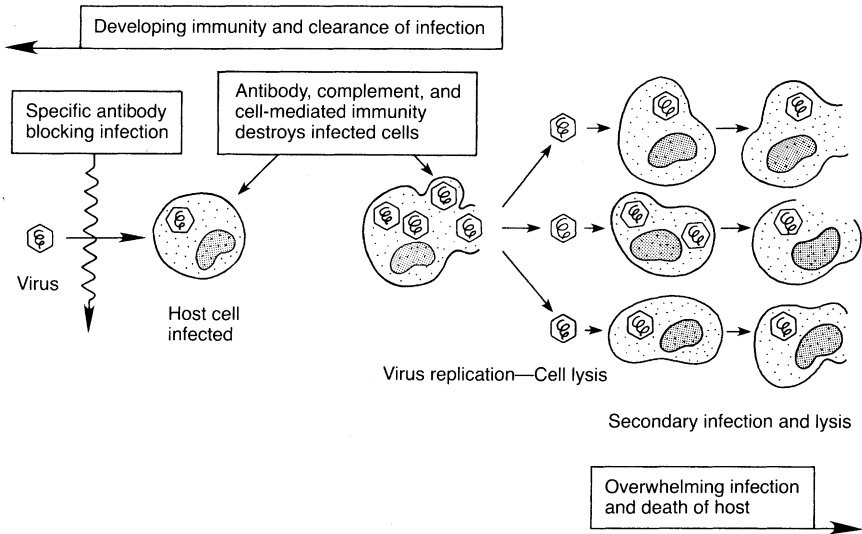 Developing immunity and clearance of infection
Specific antibody
blocking infection
Antibody, complement, and
cell-mediated immunity
destroys infected cells
Virus
Host cell
infected
Virus replication—Cell lysis
Secondary infection and lysis
Overwhelming infection
and death of host